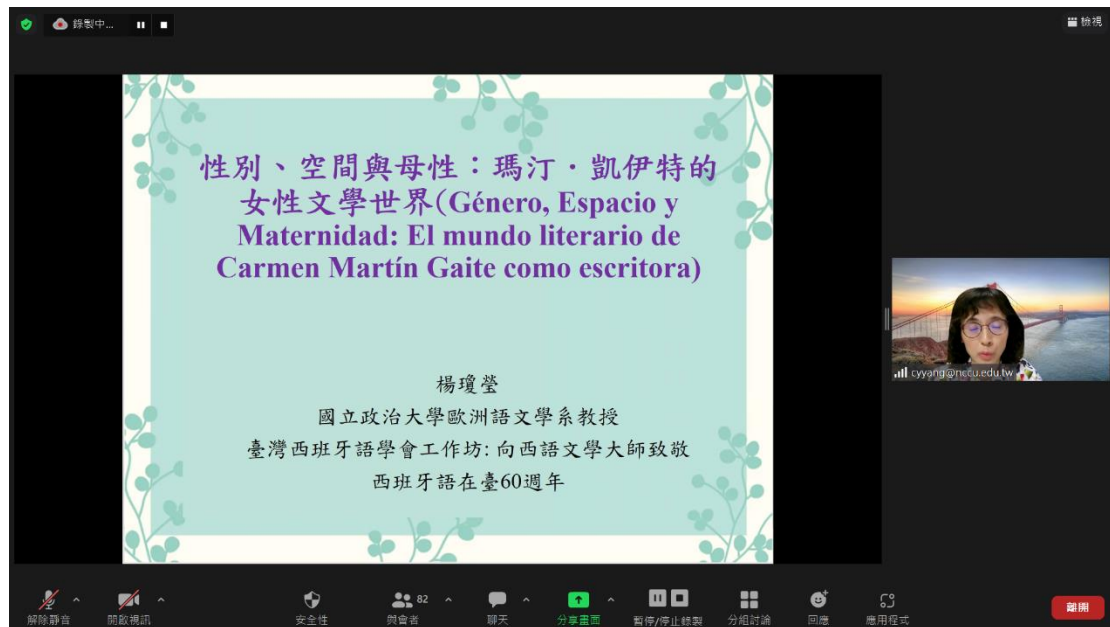 錄製中...
檢視
性別、空間與母性：瑪汀．凱伊特的
女性文學世界(Género, Espacio y
Maternidad: El mundo literario de
Carmen Martín Gaite como escritora)
楊瓊瑩
國立政治大學歐洲語文學系教授
臺灣西班牙語學會工作坊: 向西語文學大師致敬
西班牙語在臺60週年
cyyang@nccu.edu.tw
解除靜音
開啟視訊
安全性
82
與會者
聊天
分享畫面
暫停/停止錄製
分組討論
回應
應用程式
離開